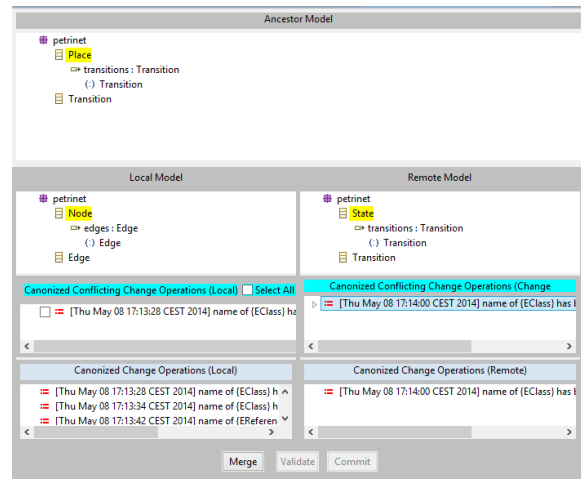 Ancestor Model
petrinet
Place
transitions : Transition
(:) Transition
Transition
Local Model
petrinet
Node
edges : Edge
(:) Edge
Edge
Remote Model
petrinet
State
transitions : Transition
(:) Transition
Transition
Canonized Conflicting Change Operations (Local) Select All
[Thu May 08 17:13:28 CEST 2014] name of {EClass} ha
Canonized Conflicting Change Operations (Change
[Thu May 08 17:14:00 CEST 2014] name of {EClass} has b
Canonized Change Operations (Local)
[Thu May 08 17:13:28 CEST 2014] name of {EClass} h
[Thu May 08 17:13:34 CEST 2014] name of {EClass} h
[Thu May 08 17:13:42 CEST 2014] name of {EReferen
Canonized Change Operations (Remote)
[Thu May 08 17:14:00 CEST 2014] name of {EClass} has b
Merge Validate Commit